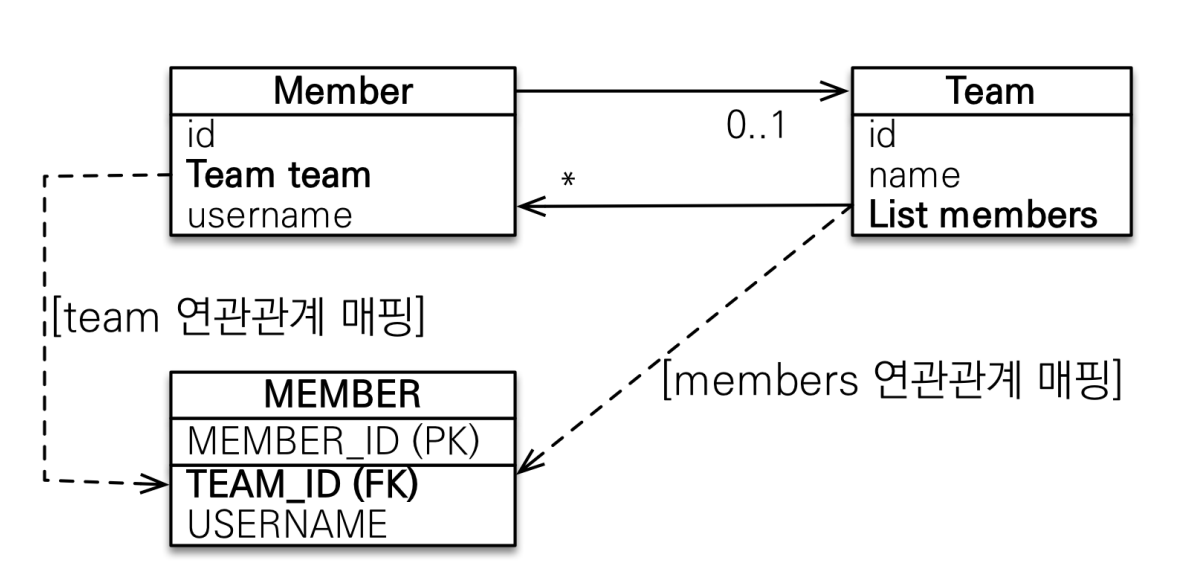 Member
id
Team team
username
0..1
*
Team
id
name
List members
[team 연관관계 매핑]
[members 연관관계 매핑]
MEMBER
MEMBER_ID (PK)
TEAM_ID (FK)
USERNAME